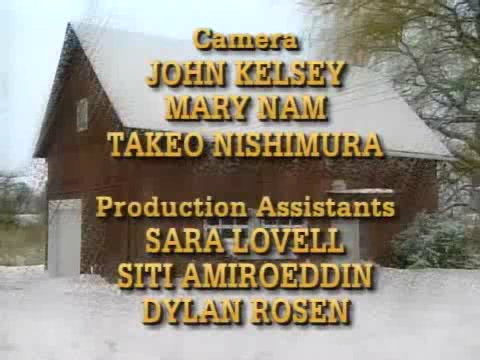 Camera
JOHN KELSEY
MARY NAM
TAKEO NISHIMURA
Production Assistants
SARA LOVELL
SITI AMIROEDDIN
DYLAN ROSEN